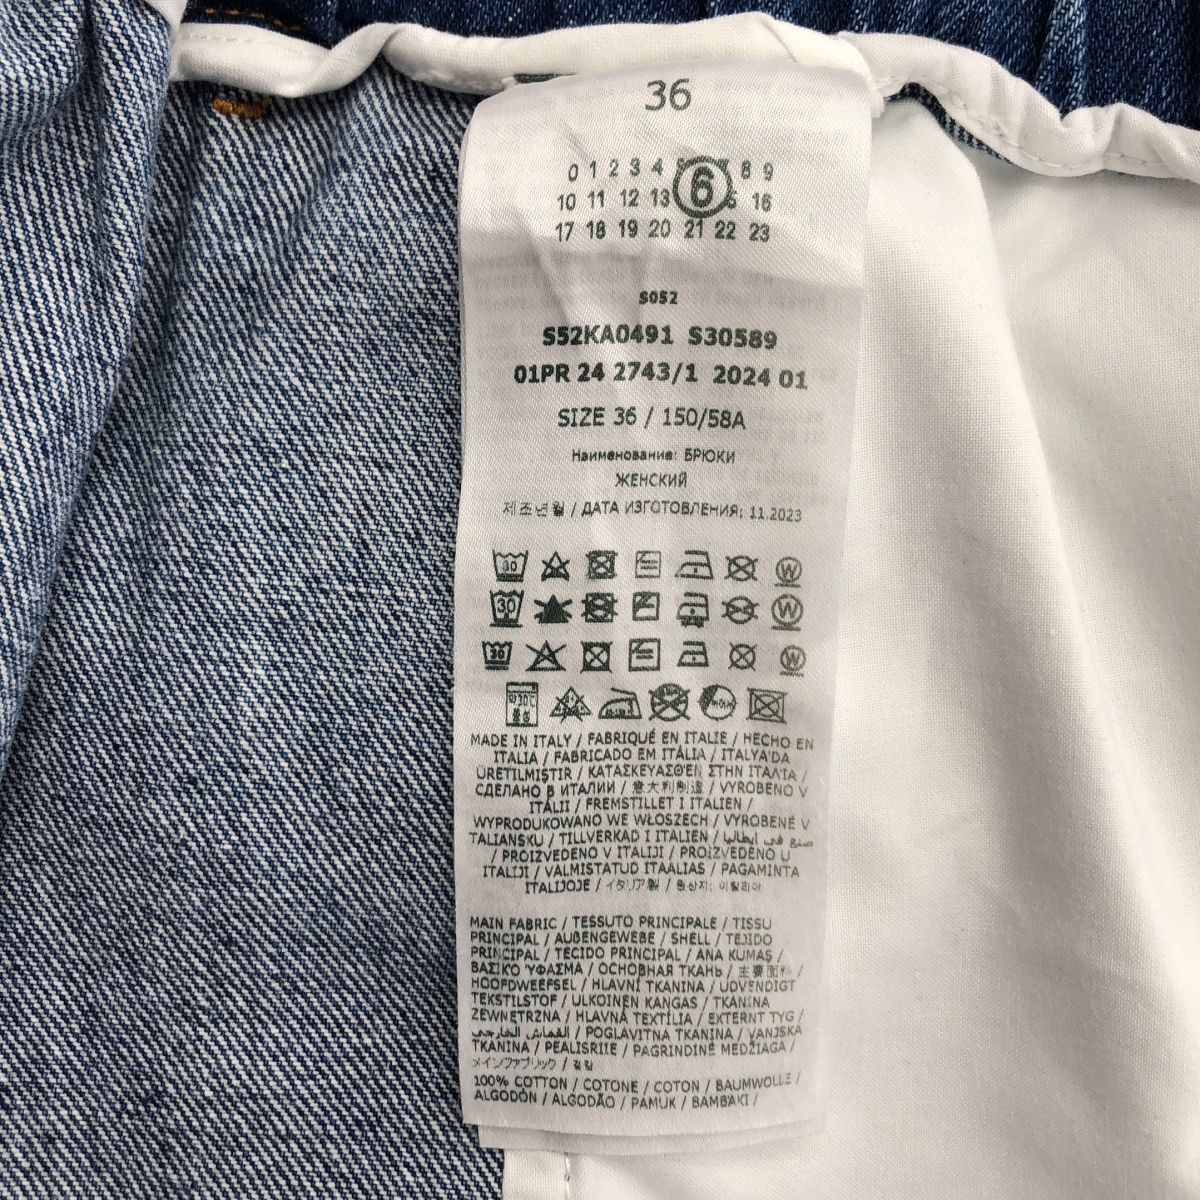 36
0 1 2 3 4 8 9
10 11 12 13 6 16
17 18 19 20 21 22 23
S052
S52KA0491 S30589
01PR 24 2743/1 2024 01
SIZE 36 / 150/58A
Наименование: БРЮКИ
ЖЕНСКИЙ
제조년월 / ДАТА ИЗГОТОВЛЕНИЯ: 11.2023
30
W
30
W
30
W
MADE IN ITALY / FABRIQUÉ EN ITALIE / HECHO EN
ITALIA / FABRICADO EM ITÁLIA / ITALYA'DA
ÜRETILMIŞTIR / ΚΑΤΑΣΚΕΥΑΣΘΕΝ ΣΤΗΝ ΙΤΑΛΙΑ /
СДЕЛАНО В ИТАЛИИ / 意大利制造 / VYROBENO V
ITÁLII / FREMSTILLET I ITALIEN /
WYPRODUKOWANO WE WŁOSZECH / VYROBENÉ V
TALIANSKU / TILLVERKAD I ITALIEN / صنع في إيطاليا
/ PROIZVEDENO V ITALIJI / PROIZVEDENO U
ITALIJI / VALMISTATUD ITAALIAS / PAGAMINTA
ITALIJOJE / イタリア製 / 원산지: 이탈리아
MAIN FABRIC / TESSUTO PRINCIPALE / TISSU
PRINCIPAL / AUßENGEWEBE / SHELL / TEJIDO
PRINCIPAL / TECIDO PRINCIPAL / ANA KUMAŞ /
ΒΑΣΙΚΟ ΥΦΑΣΜΑ / ОСНОВНАЯ ТКАНЬ / 主要面料 /
HOOFDWEEFSEL / HLAVNÍ TKANINA / UDVENDIGT
TEKSTILSTOF / ULKOINEN KANGAS / TKANINA
ZEWNĘTRZNA / HLAVNÁ TEXTÍLIA / EXTERNT TYG /
القماش الخارجي / POGLAVITNA TKANINA / VANJSKA
TKANINA / PEALISRIIE / PAGRINDINĖ MEDŽIAGA /
メインファブリック / 겉감
100% COTTON / COTONE / COTON / BAUMWOLLE /
ALGODÓN / ALGODÃO / PAMUK / ΒΑΜΒΑΚΙ /